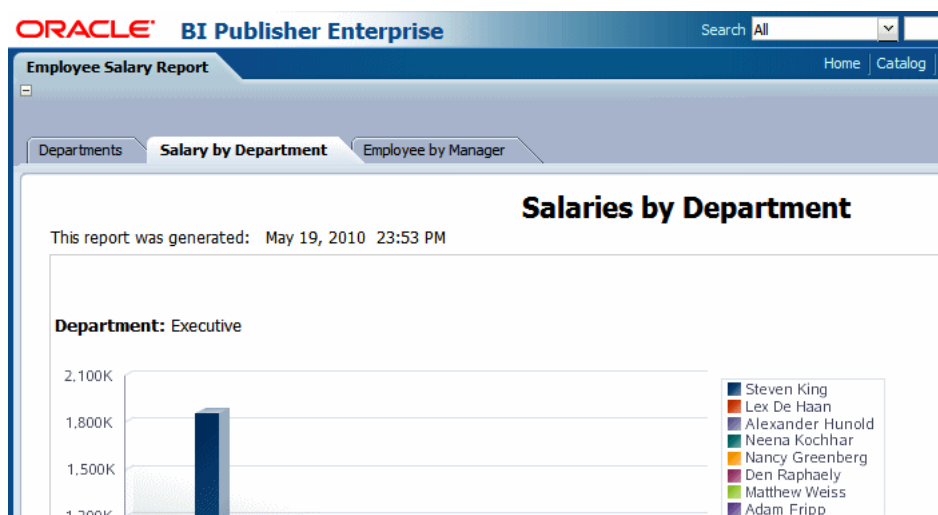 ORACLE BI Publisher Enterprise Search All
Employee Salary Report Home Catalog
Departments Salary by Department Employee by Manager
Salaries by Department
This report was generated: May 19, 2010 23:53 PM
Department: Executive
2,100K
1,800K
1,500K
Steven King
Lex De Haan
Alexander Hunold
Neena Kochhar
Nancy Greenberg
Den Raphaely
Matthew Weiss
Adam Fripp